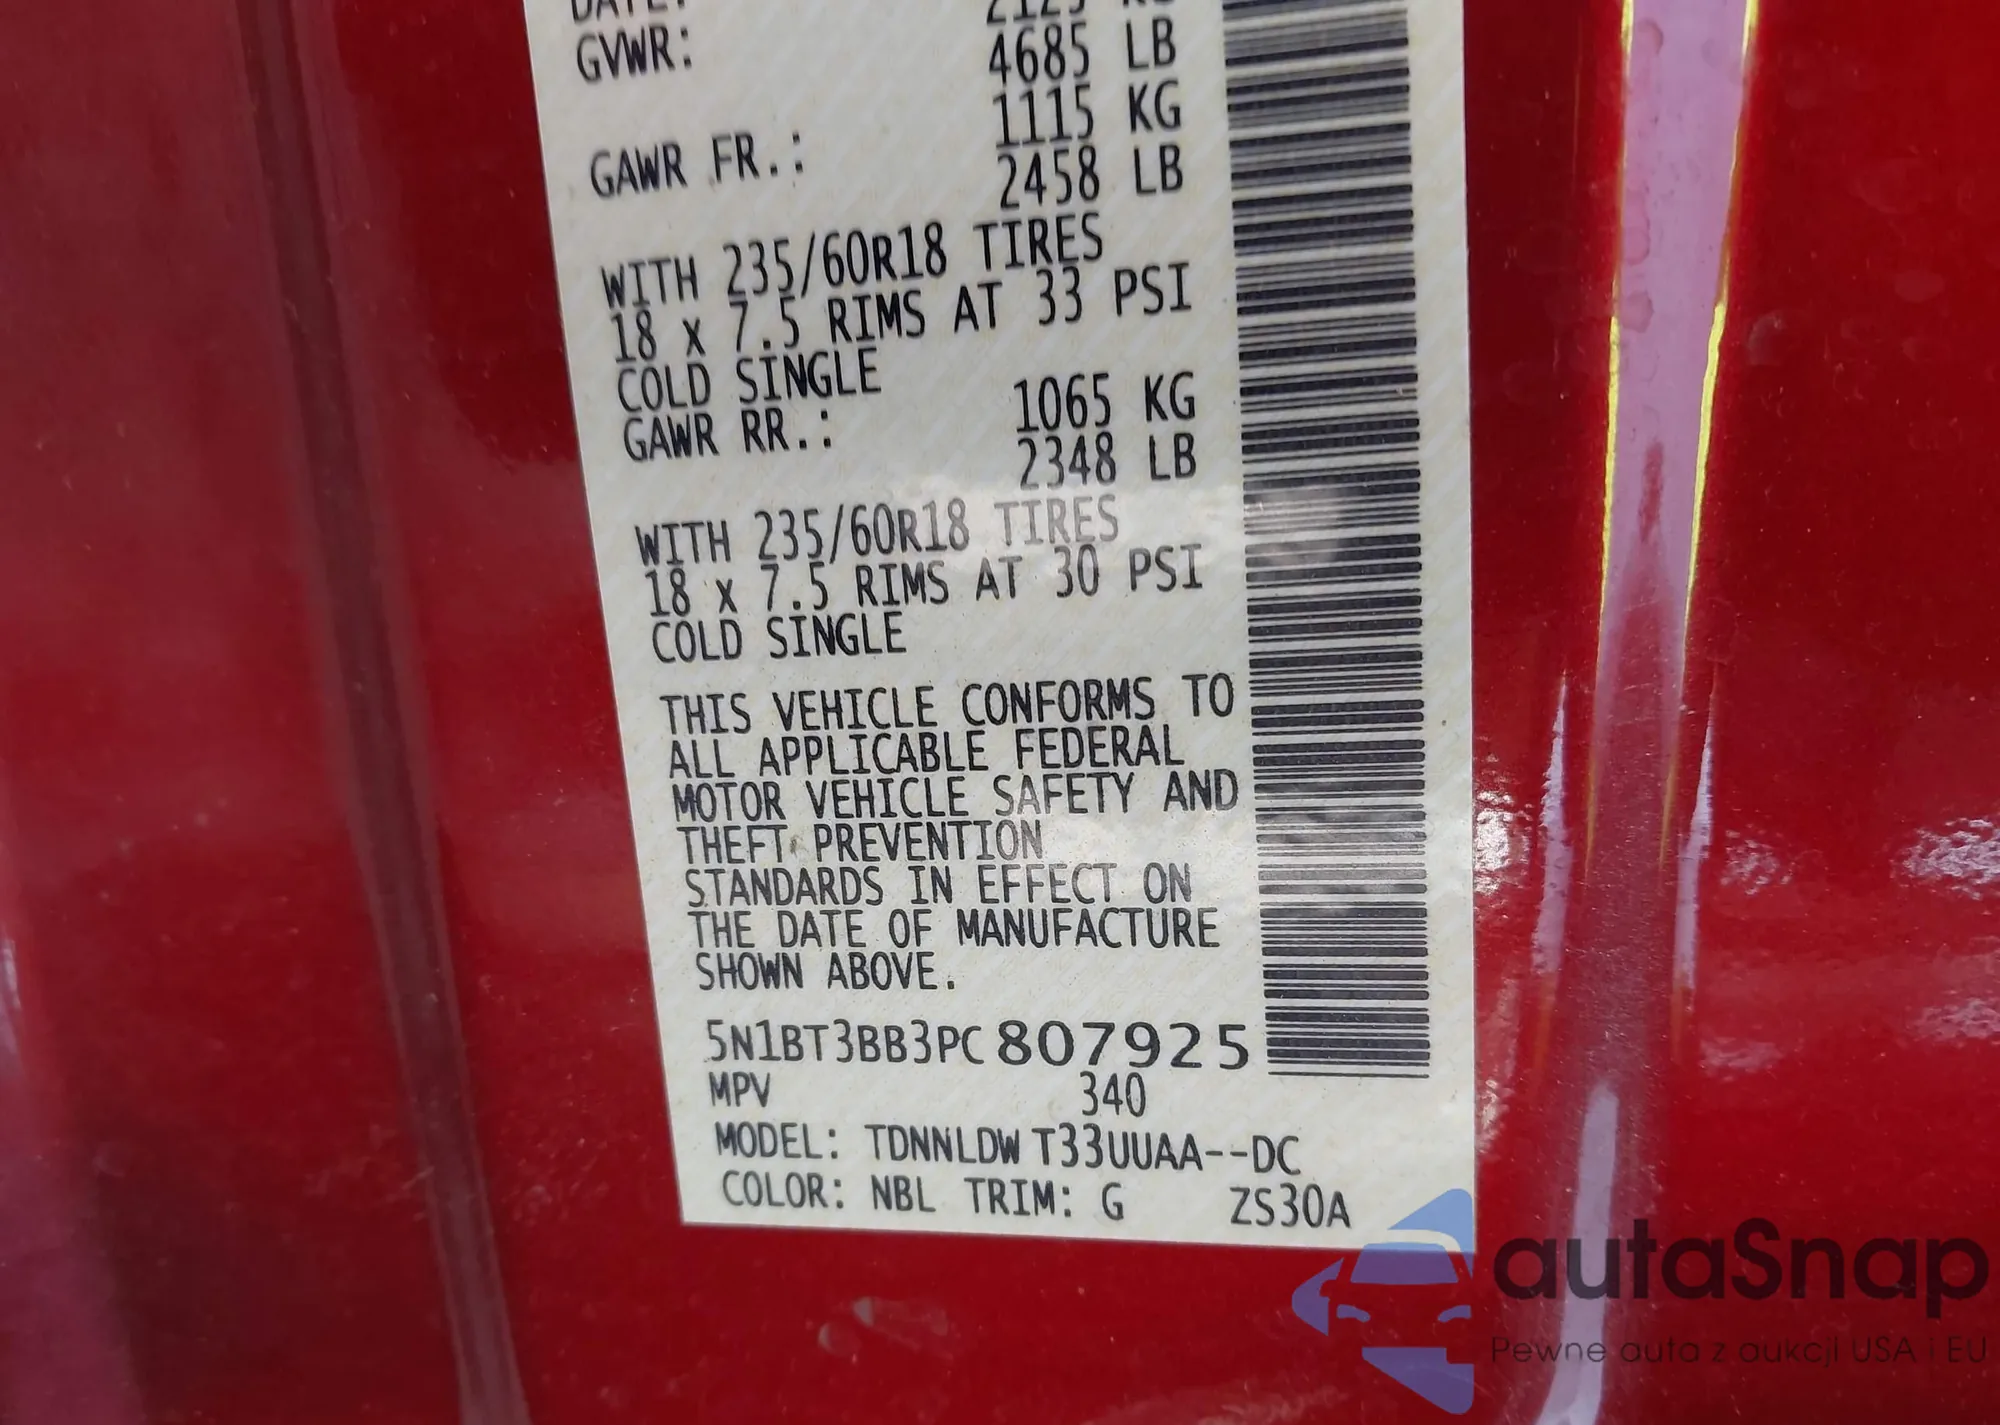 DATE:
2125 KG
GVWR:
4685 LB
1115 KG
GAWR FR.:
2458 LB
WITH 235/60R18 TIRES
18 x 7.5 RIMS AT 33 PSI
COLD SINGLE
1065 KG
GAWR RR.:
2348 LB
WITH 235/60R18 TIRES
18 x 7.5 RIMS AT 30 PSI
COLD SINGLE
THIS VEHICLE CONFORMS TO
ALL APPLICABLE FEDERAL
MOTOR VEHICLE SAFETY AND
THEFT PREVENTION
STANDARDS IN EFFECT ON
THE DATE OF MANUFACTURE
SHOWN ABOVE.
5N1BT3BB3PC807925
MPV 340
MODEL: TDNNLDW T33UUAA--DC
COLOR: NBL TRIM: G ZS30A
autaSnap
Pewne auta z aukcji USA i EU